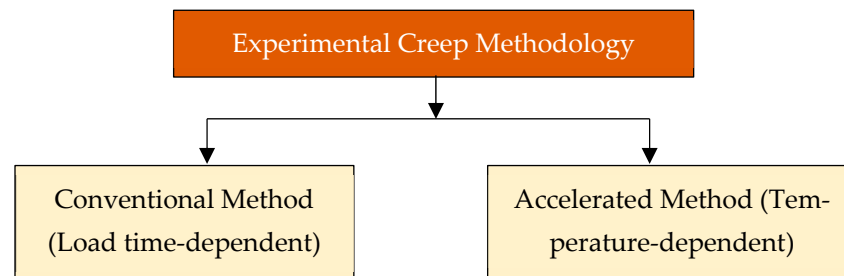 Experimental Creep Methodology
Conventional Method
(Load time-dependent)
Accelerated Method (Tem-
perature-dependent)